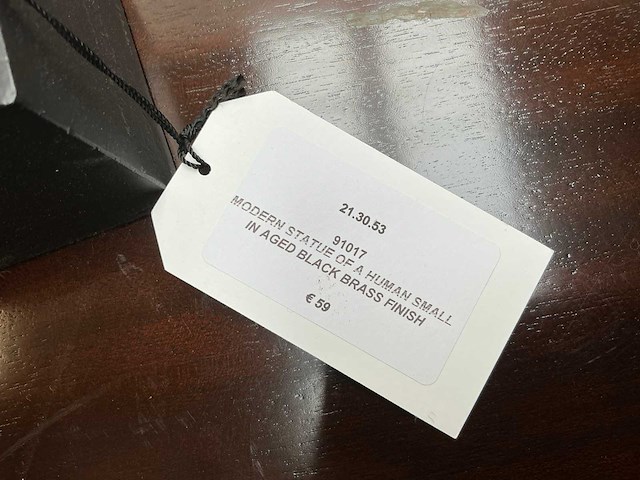 21.30.53
91017
MODERN STATUE OF A HUMAN SMALL
IN AGED BLACK BRASS FINISH
€ 59